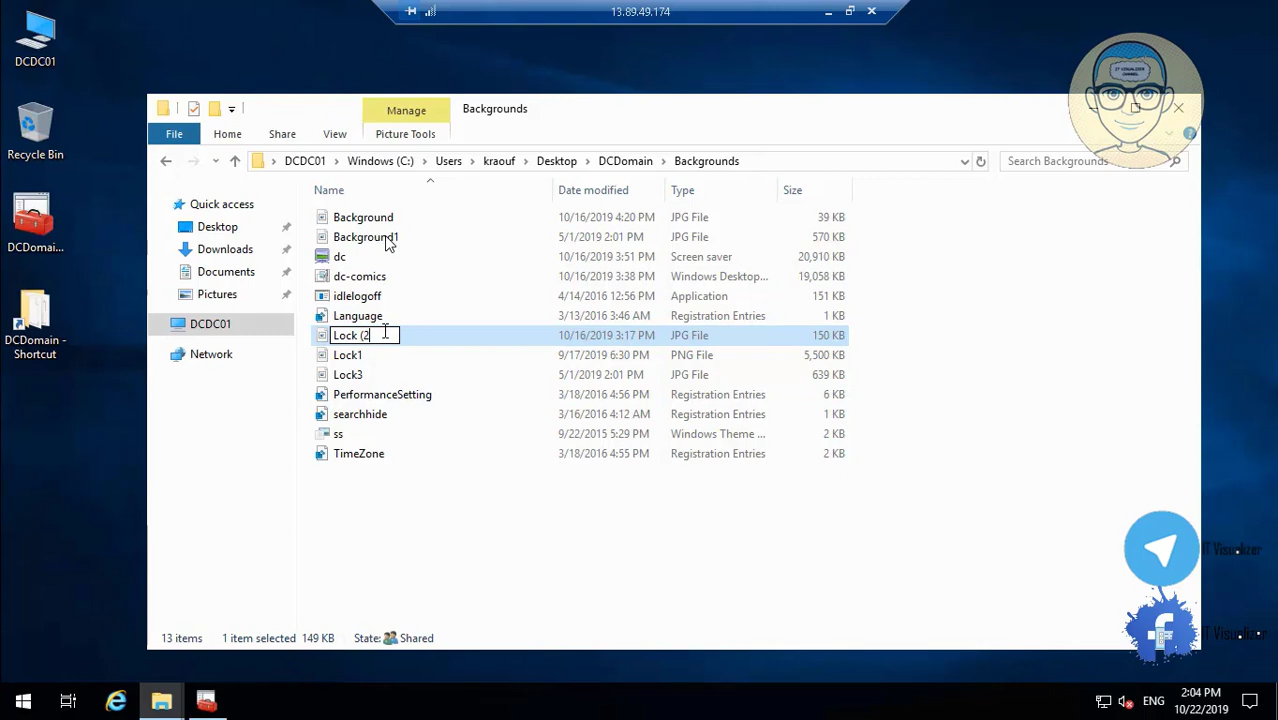 13.89.49.174
DCDC01
Recycle Bin
DCDomai...
DCDomain - Shortcut
Manage
Backgrounds
File
Home
Share
View
Picture Tools
DCDC01 Windows (C:) Users kraouf Desktop DCDomain Backgrounds
Search Backgrounds
IT VISUALIZER
CHANNEL
Quick access
Desktop
Downloads
Documents
Pictures
DCDC01
Network
Name Date modified Type Size
Background 10/16/2019 4:20 PM JPG File 39 KB
Background1 5/1/2019 2:01 PM JPG File 570 KB
dc 10/16/2019 3:51 PM Screen saver 20,910 KB
dc-comics 10/16/2019 3:38 PM Windows Desktop... 19,058 KB
idlelogoff 4/14/2016 12:56 PM Application 151 KB
Language 3/13/2016 3:46 AM Registration Entries 1 KB
Lock (2 10/16/2019 3:17 PM JPG File 150 KB
Lock1 9/17/2019 6:30 PM PNG File 5,500 KB
Lock3 5/1/2019 2:01 PM JPG File 639 KB
PerformanceSetting 3/18/2016 4:56 PM Registration Entries 6 KB
searchhide 3/16/2016 4:12 AM Registration Entries 1 KB
ss 9/22/2015 5:29 PM Windows Theme ... 2 KB
TimeZone 3/18/2016 4:55 PM Registration Entries 2 KB
IT Visualizer
IT Visualizer
13 items 1 item selected 149 KB State: Shared
ENG
2:04 PM
10/22/2019